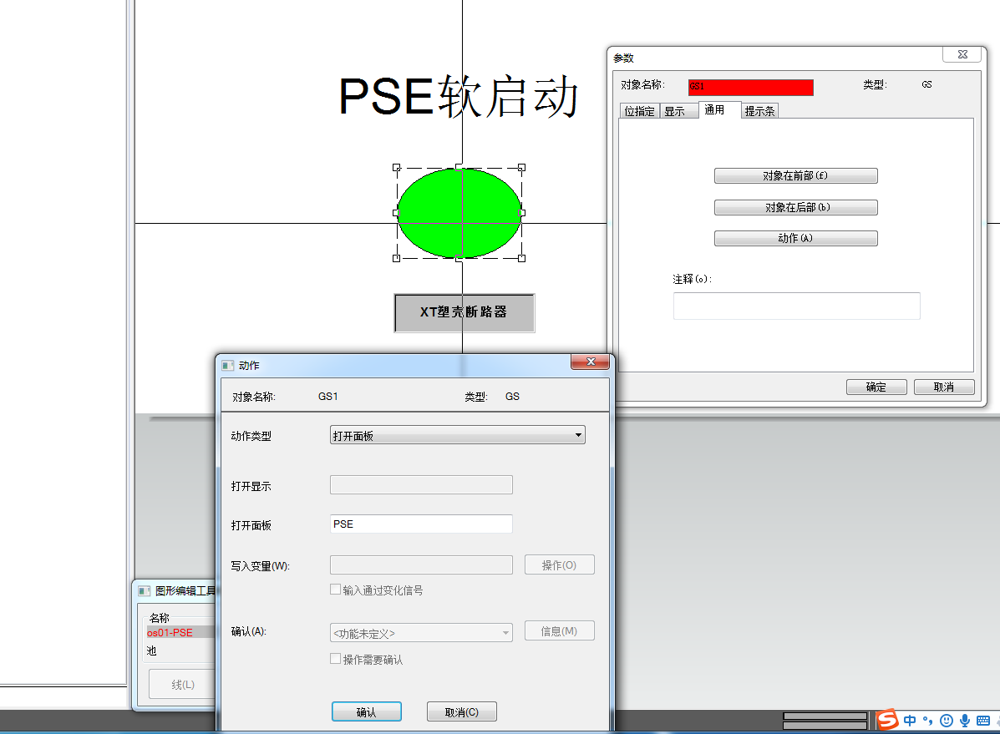 PSE软启动
XT塑壳断路器
参数
对象名称: GS1 类型: GS
位指定 显示 通用 提示条
对象在前部(f)
对象在后部(b)
动作(A)
注释(o):
确定 取消
动作
对象名称: GS1 类型: GS
动作类型 打开面板
打开显示
打开面板 PSE
写入变量(W): 操作(O)
输入通过变化信号
确认(A): <功能未定义> 信息(M)
操作需要确认
确认 取消(C)
图形编辑工具
名称
os01-PSE
池
线(L)
S中